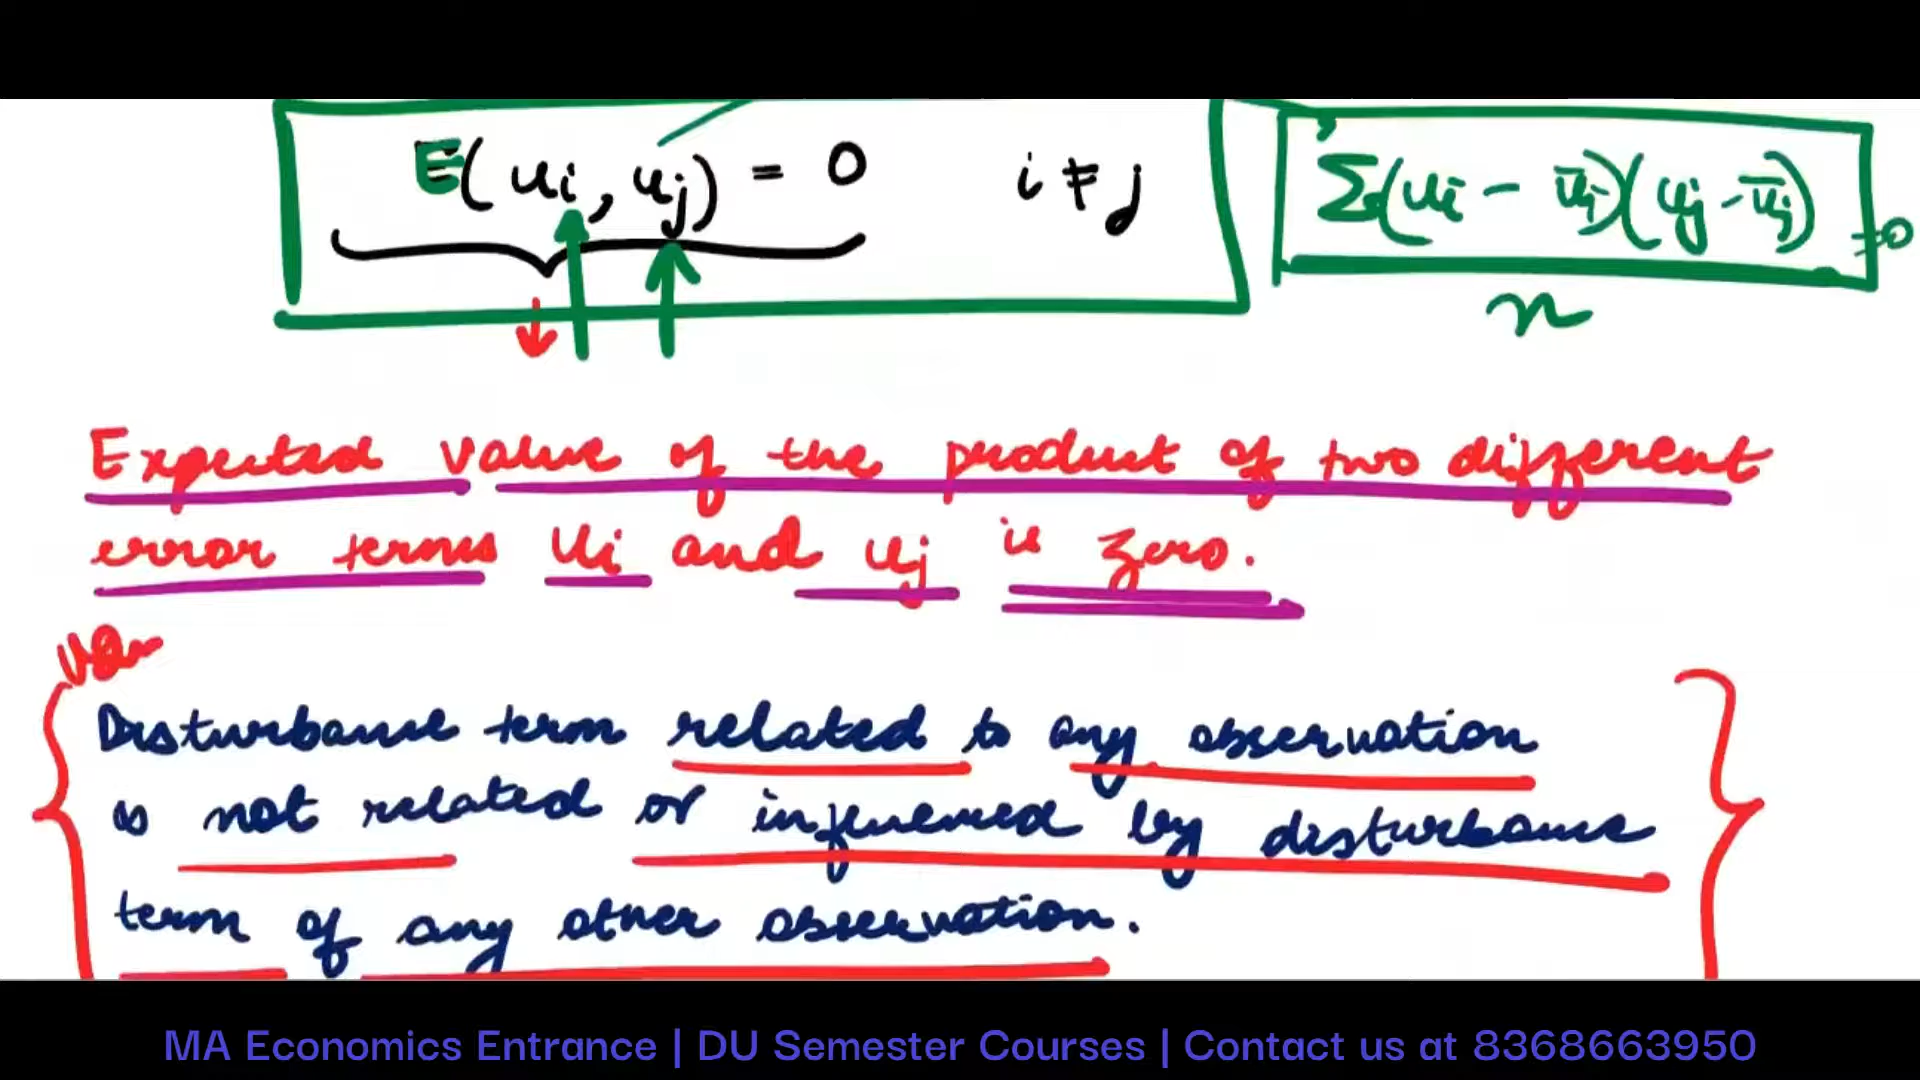 E(ui, uj) = 0 i ≠ j
Σ(ui - ūi)(uj - ūj) = 0
n
Expected value of the product of two different
error terms ui and uj is zero.
Disturbance term related to any observation
is not related or influenced by disturbance
term of any other observation.
MA Economics Entrance | DU Semester Courses | Contact us at 8368663950